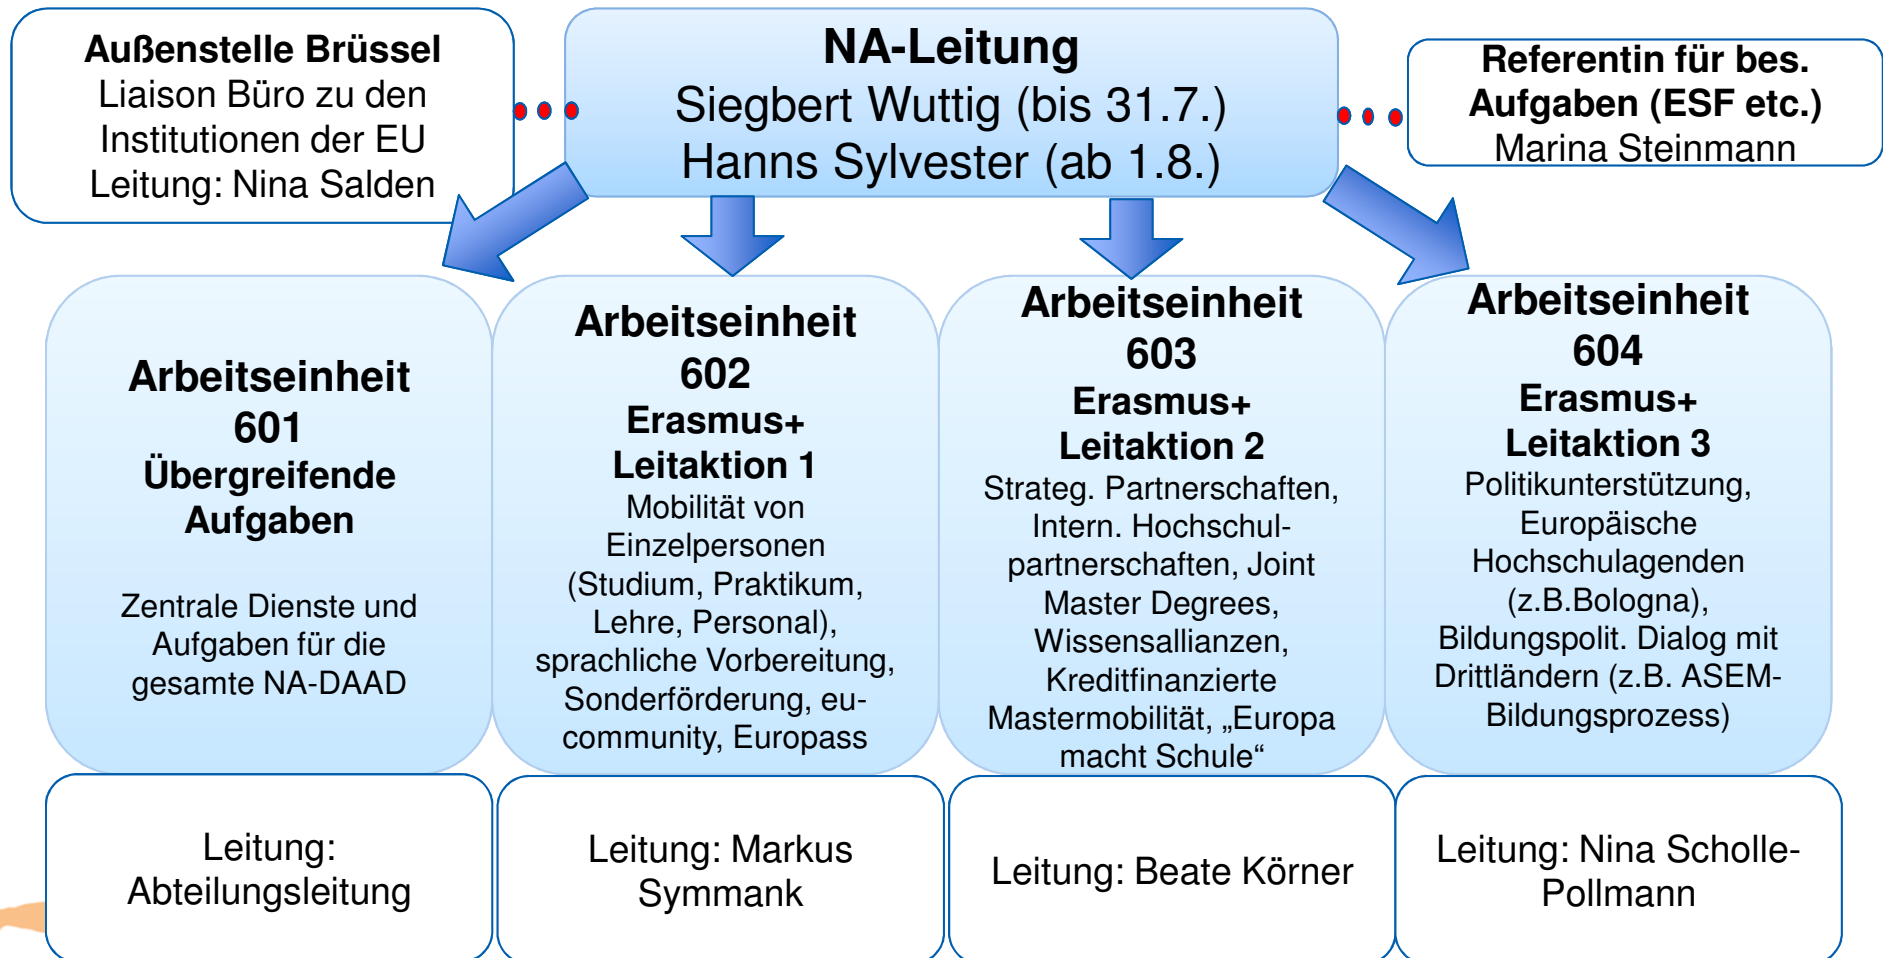 Außenstelle Brüssel
Liaison Büro zu den
Institutionen der EU
Leitung: Nina Salden
NA-Leitung
Siegbert Wuttig (bis 31.7.)
Hanns Sylvester (ab 1.8.)
Referentin für bes.
Aufgaben (ESF etc.)
Marina Steinmann
Arbeitseinheit
601
Übergreifende
Aufgaben
Zentrale Dienste und
Aufgaben für die
gesamte NA-DAAD
Leitung:
Abteilungsleitung
Arbeitseinheit
602
Erasmus+
Leitaktion 1
Mobilität von
Einzelpersonen
(Studium, Praktikum,
Lehre, Personal),
sprachliche Vorbereitung,
Sonderförderung, eu-
community, Europass
Leitung: Markus
Symmank
Arbeitseinheit
603
Erasmus+
Leitaktion 2
Strateg. Partnerschaften,
Intern. Hochschul-
partnerschaften, Joint
Master Degrees,
Wissensallianzen,
Kreditfinanzierte
Mastermobilität, „Europa
macht Schule“
Leitung: Beate Körner
Arbeitseinheit
604
Erasmus+
Leitaktion 3
Politikunterstützung,
Europäische
Hochschulagenden
(z.B.Bologna),
Bildungspolit. Dialog mit
Drittländern (z.B. ASEM-
Bildungsprozess)
Leitung: Nina Scholle-
Pollmann